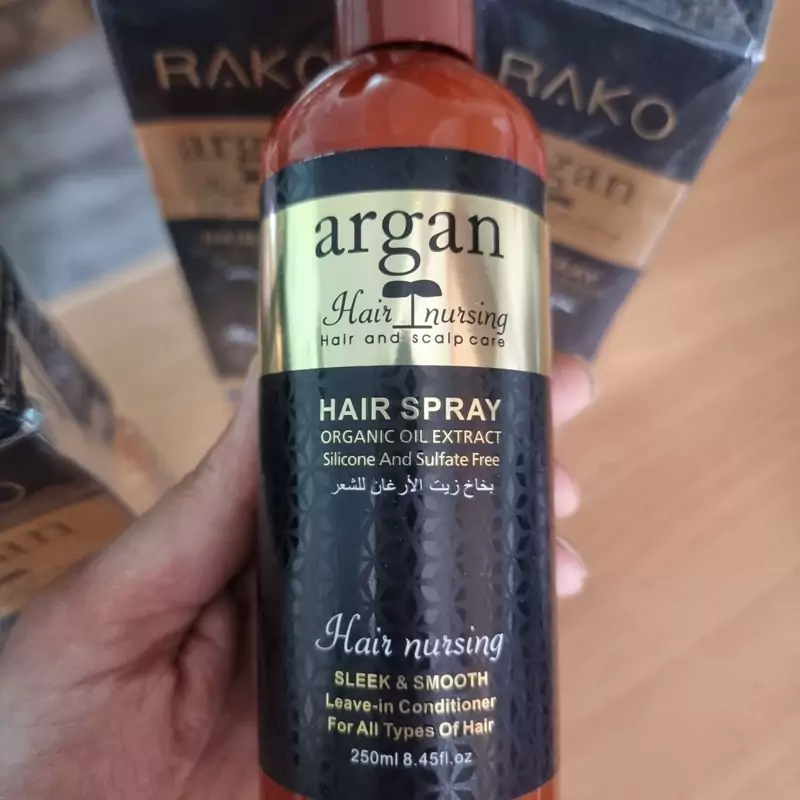 RAKO
RAKO
argan
Hair nursing
Hair and scalp care
HAIR SPRAY
ORGANIC OIL EXTRACT
Silicone And Sulfate Free
بخاخ زيت الأرغان للشعر
Hair nursing
SLEEK & SMOOTH
Leave-in Conditioner
For All Types Of Hair
250ml 8.45fl.oz